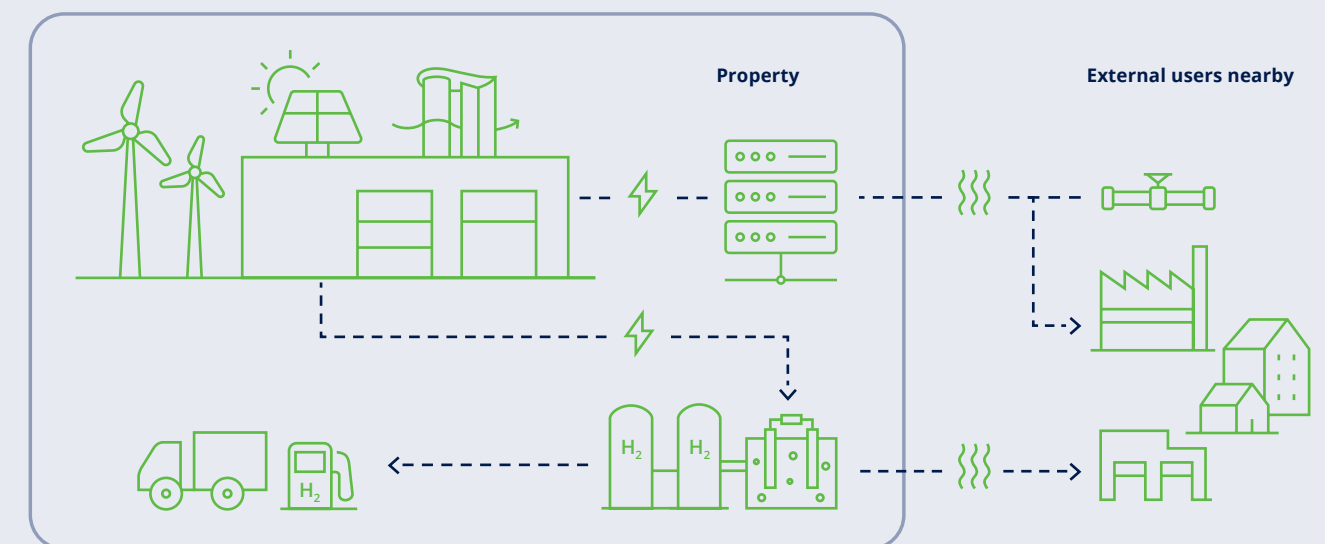 Property
External users nearby
H₂
H₂
H₂